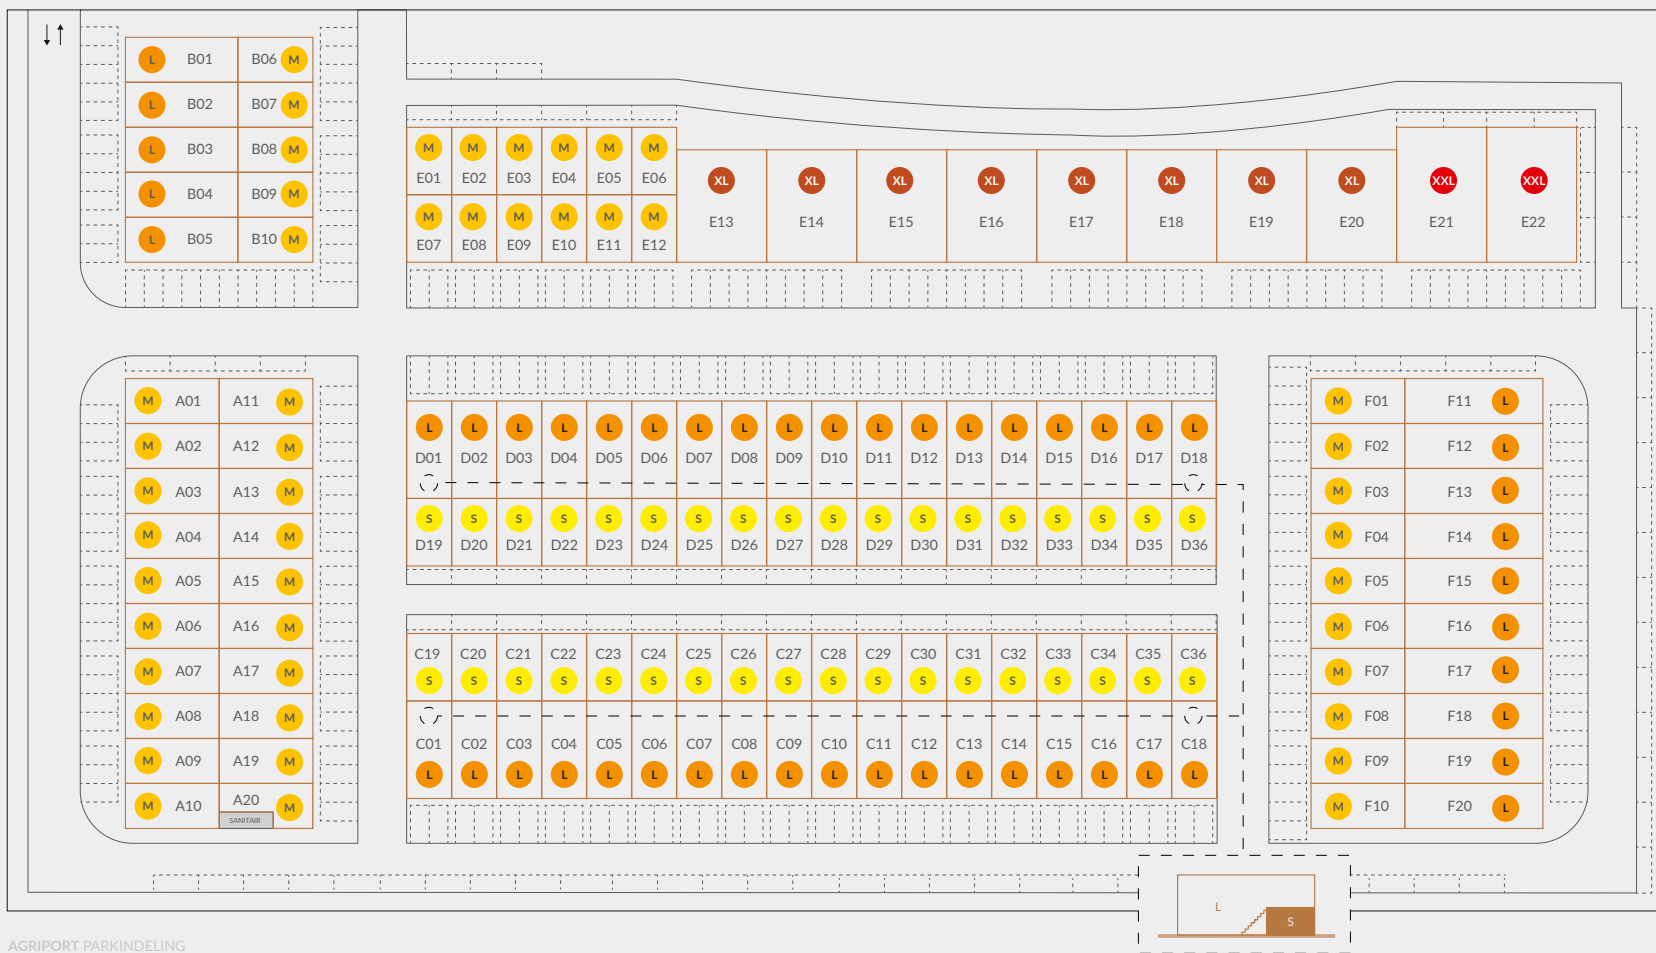 L B01 B06 M
L B02 B07 M
L B03 B08 M
L B04 B09 M
L B05 B10 M
M M M M M M
E01 E02 E03 E04 E05 E06
M M M M M M
E07 E08 E09 E10 E11 E12
XL XL XL XL XL XL XL XL XXL XXL
E13 E14 E15 E16 E17 E18 E19 E20 E21 E22
M A01 A11 M
M A02 A12 M
M A03 A13 M
M A04 A14 M
M A05 A15 M
M A06 A16 M
M A07 A17 M
M A08 A18 M
M A09 A19 M
M A10 A20 M
SANITAIR
L L L L L L L L L L L L L L L L L L
D01 D02 D03 D04 D05 D06 D07 D08 D09 D10 D11 D12 D13 D14 D15 D16 D17 D18
S S S S S S S S S S S S S S S S S S
D19 D20 D21 D22 D23 D24 D25 D26 D27 D28 D29 D30 D31 D32 D33 D34 D35 D36
C19 C20 C21 C22 C23 C24 C25 C26 C27 C28 C29 C30 C31 C32 C33 C34 C35 C36
S S S S S S S S S S S S S S S S S S
C01 C02 C03 C04 C05 C06 C07 C08 C09 C10 C11 C12 C13 C14 C15 C16 C17 C18
L L L L L L L L L L L L L L L L L L
M F01 F11 L
M F02 F12 L
M F03 F13 L
M F04 F14 L
M F05 F15 L
M F06 F16 L
M F07 F17 L
M F08 F18 L
M F09 F19 L
M F10 F20 L
L S
AGRIPORT PARKINDELING